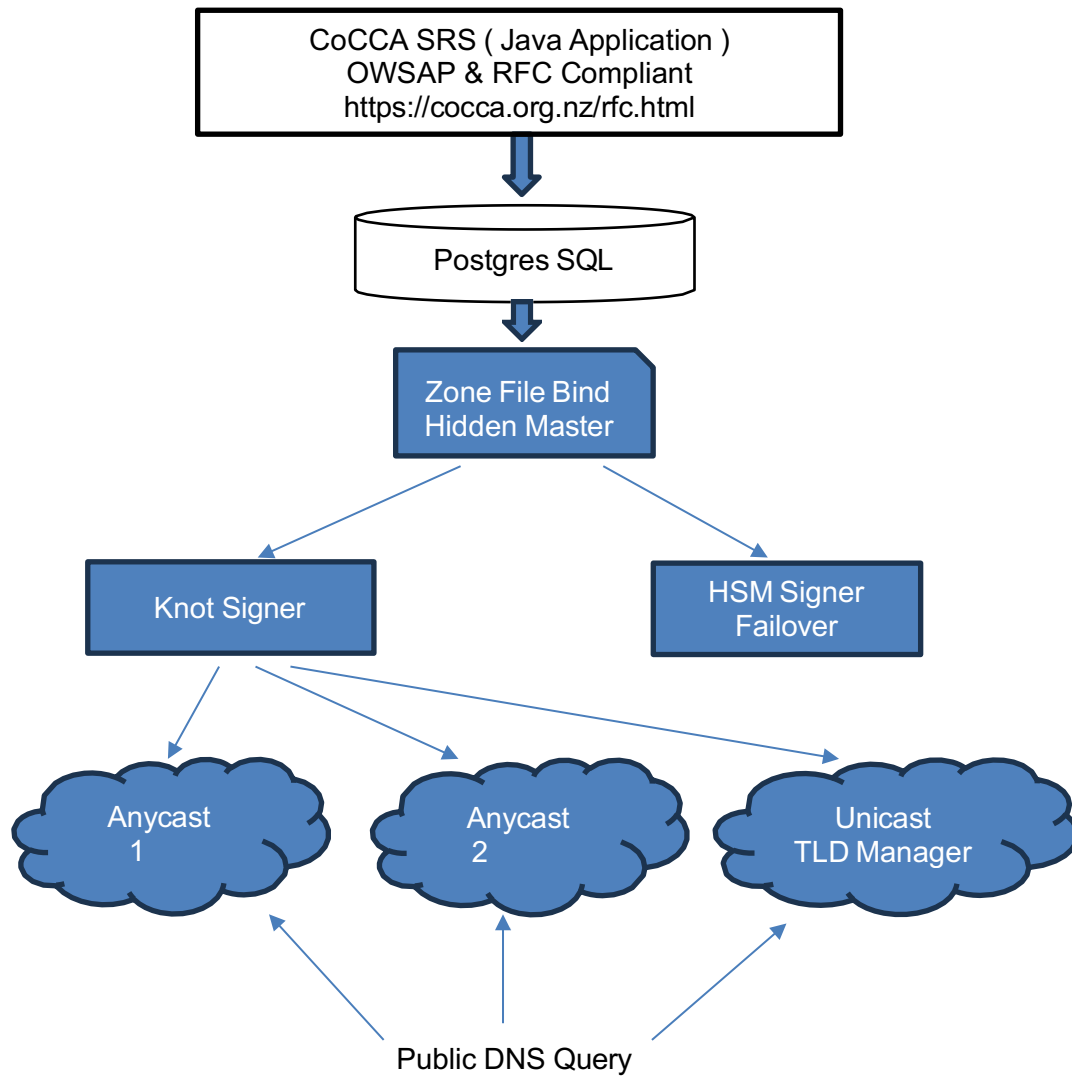 CoCCA SRS ( Java Application )
OWSAP & RFC Compliant
https://cocca.org.nz/rfc.html
Postgres SQL
Zone File Bind
Hidden Master
Knot Signer
HSM Signer
Failover
Anycast
1
Anycast
2
Unicast
TLD Manager
Public DNS Query